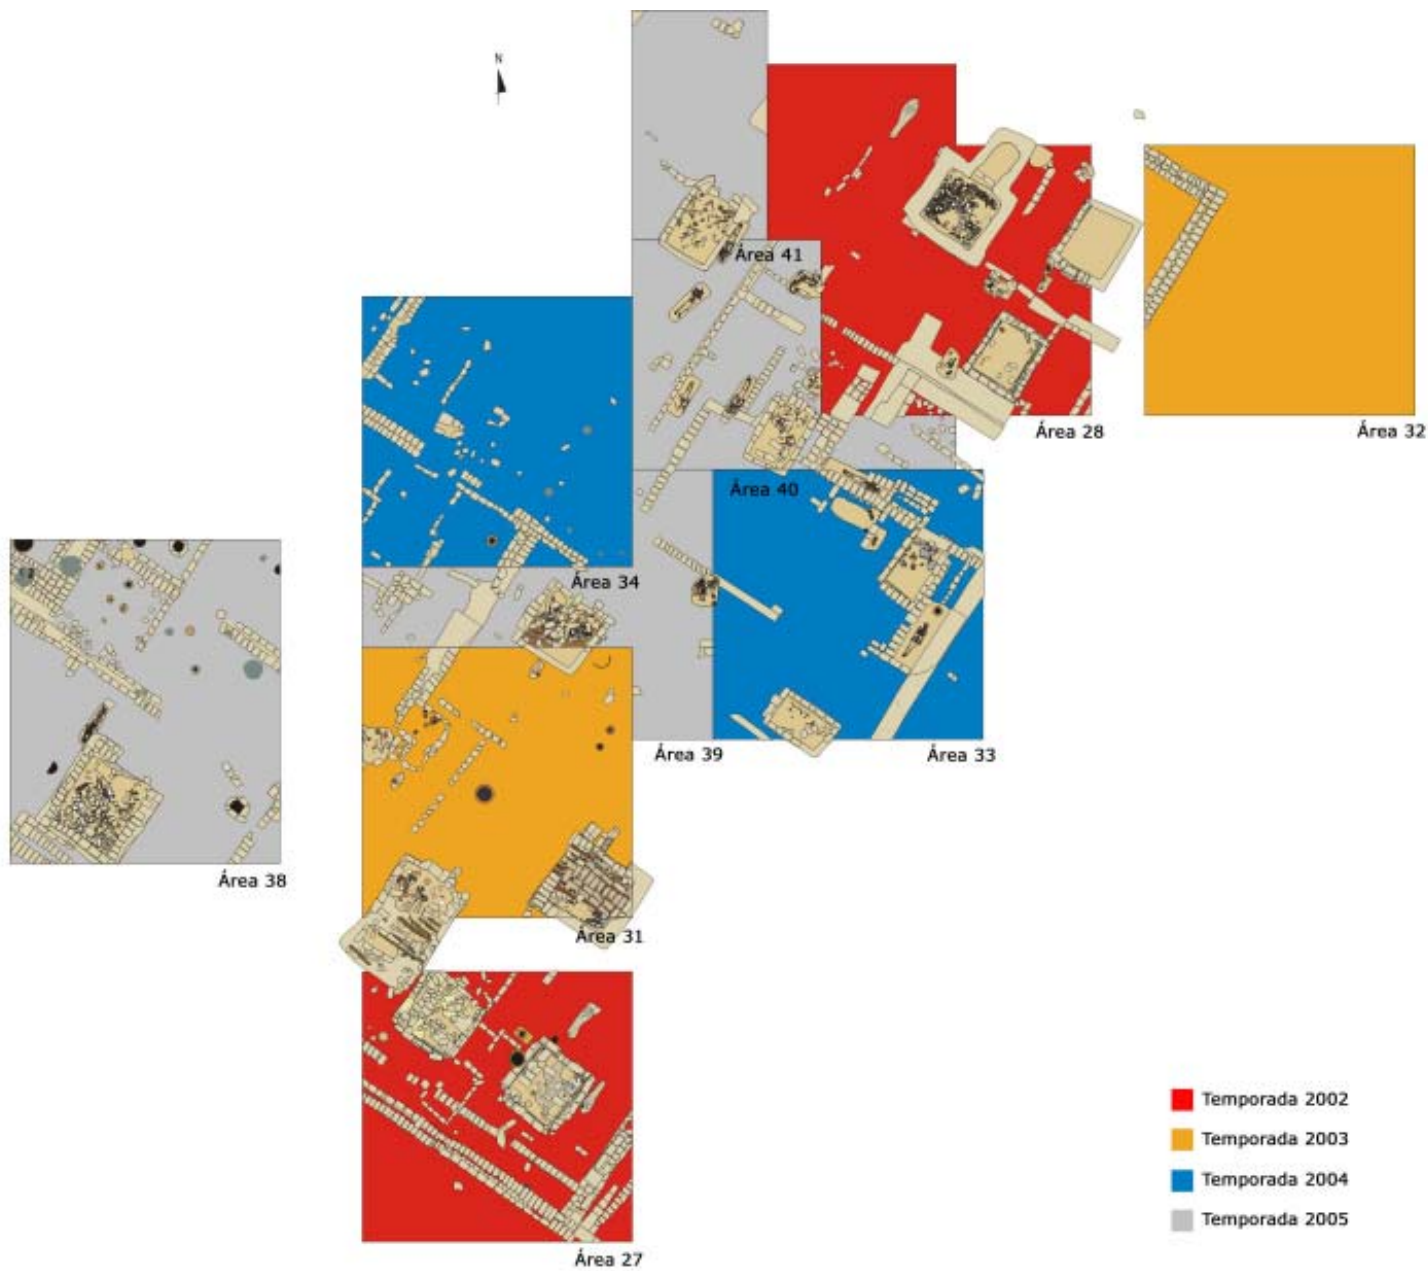 N
Área 41
Área 28
Área 32
Área 40
Área 34
Área 39
Área 33
Área 38
Área 31
Temporada 2002
Temporada 2003
Temporada 2004
Temporada 2005
Área 27